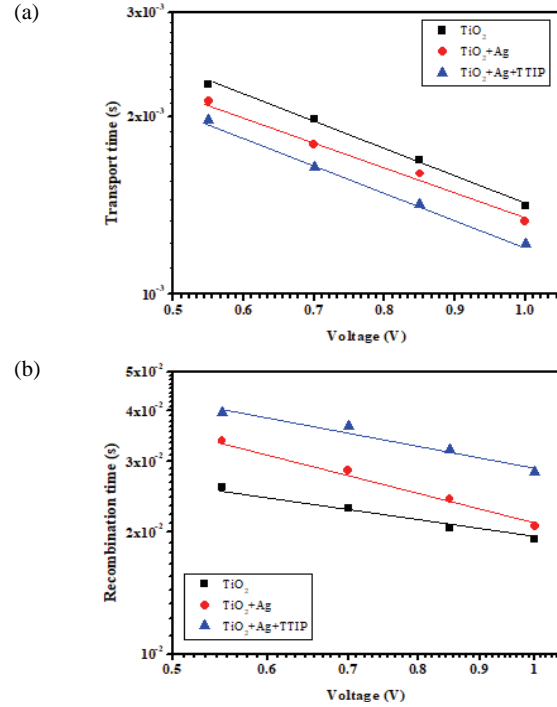 (a)
3x10⁻³
2x10⁻³
10⁻³
Transport time (s)
TiO₂
TiO₂+Ag
TiO₂+Ag+TTIP
0.5 0.6 0.7 0.8 0.9 1.0
Voltage (V)
(b)
5x10⁻²
4x10⁻²
3x10⁻²
2x10⁻²
10⁻²
Recombination time (s)
TiO₂
TiO₂+Ag
TiO₂+Ag+TTIP
0.5 0.6 0.7 0.8 0.9 1
Voltage (V)